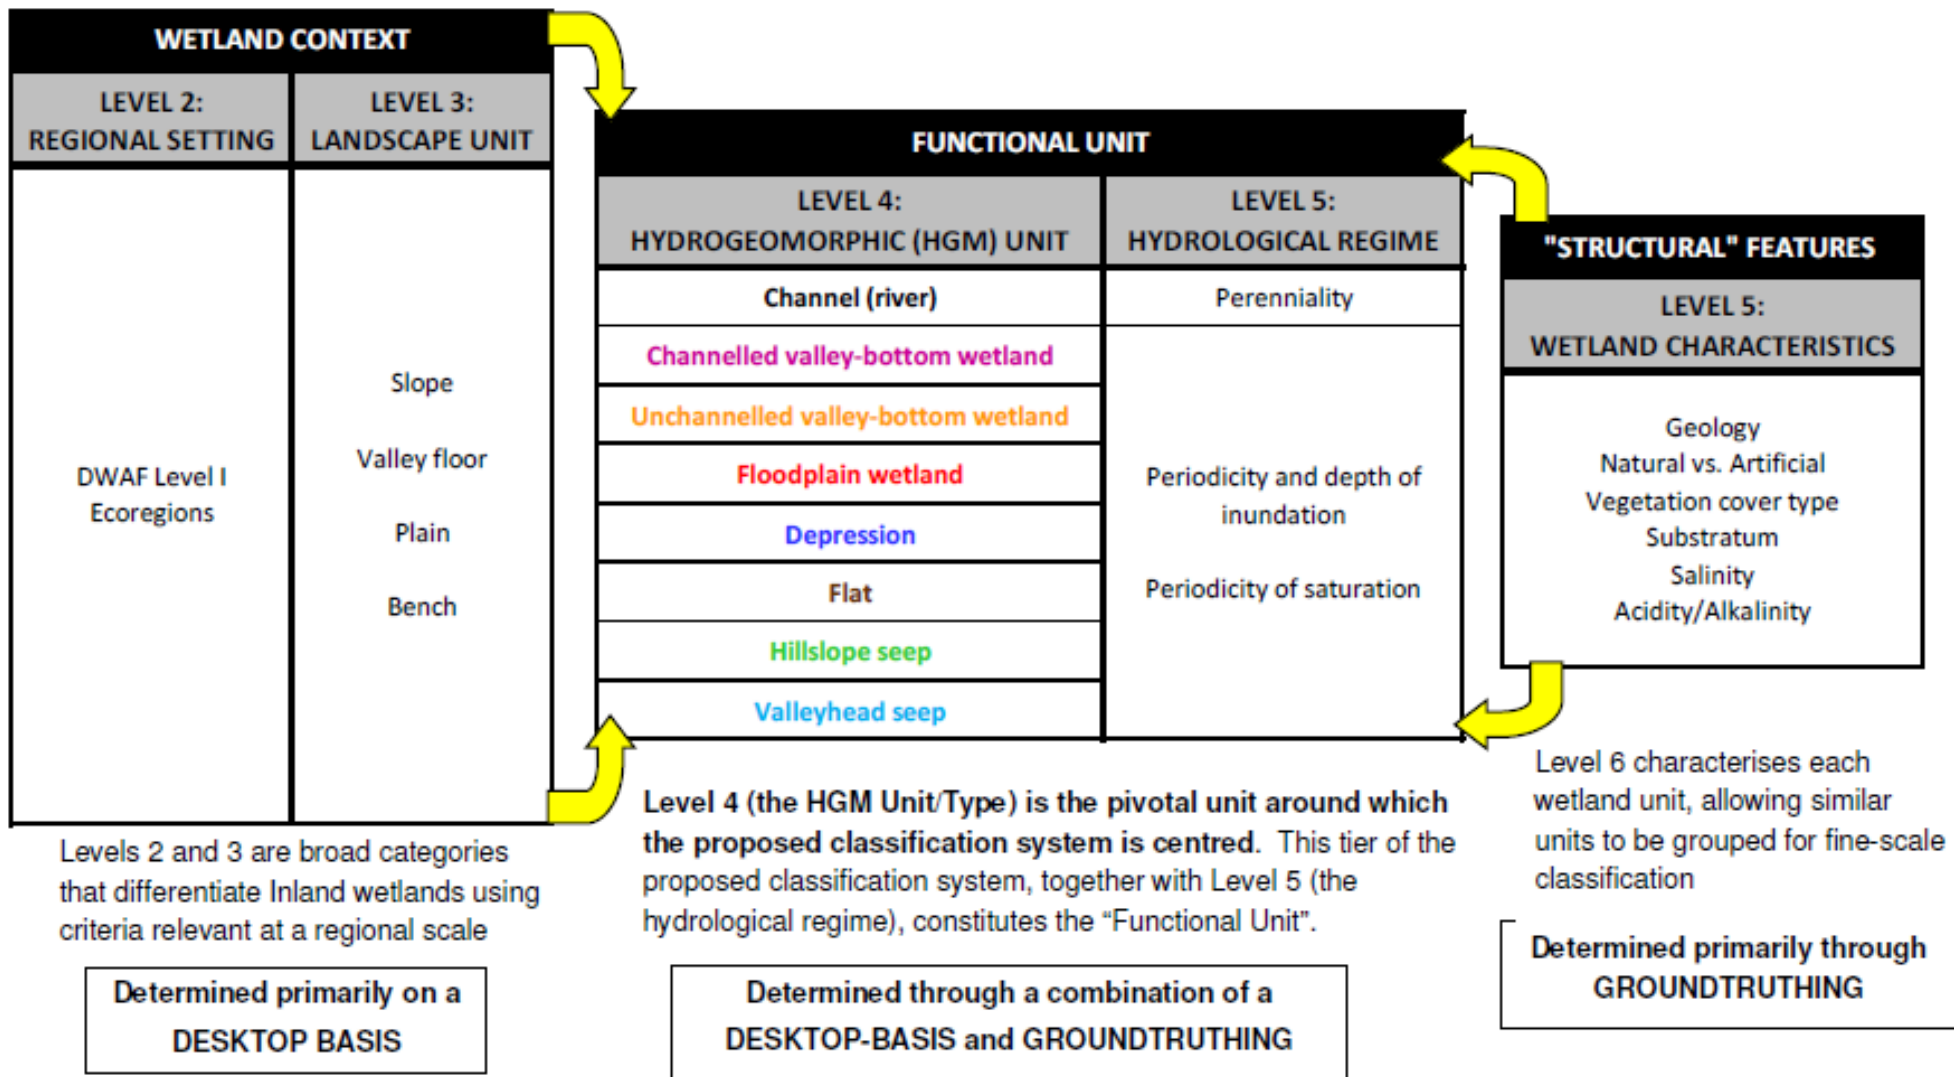 WETLAND CONTEXT
LEVEL 2:
REGIONAL SETTING
LEVEL 3:
LANDSCAPE UNIT
DWAF Level I
Ecoregions
Slope
Valley floor
Plain
Bench
Levels 2 and 3 are broad categories
that differentiate Inland wetlands using
criteria relevant at a regional scale
Determined primarily on a
DESKTOP BASIS
FUNCTIONAL UNIT
LEVEL 4:
HYDROGEOMORPHIC (HGM) UNIT
LEVEL 5:
HYDROLOGICAL REGIME
Channel (river)
Perenniality
Channelled valley-bottom wetland
Unchannelled valley-bottom wetland
Floodplain wetland
Depression
Flat
Hillslope seep
Valleyhead seep
Periodicity and depth of
inundation
Periodicity of saturation
Level 4 (the HGM Unit/Type) is the pivotal unit around which
the proposed classification system is centred. This tier of the
proposed classification system, together with Level 5 (the
hydrological regime), constitutes the “Functional Unit”.
Determined through a combination of a
DESKTOP-BASIS and GROUNDTRUTHING
"STRUCTURAL" FEATURES
LEVEL 5:
WETLAND CHARACTERISTICS
Geology
Natural vs. Artificial
Vegetation cover type
Substratum
Salinity
Acidity/Alkalinity
Level 6 characterises each
wetland unit, allowing similar
units to be grouped for fine-scale
classification
Determined primarily through
GROUNDTRUTHING